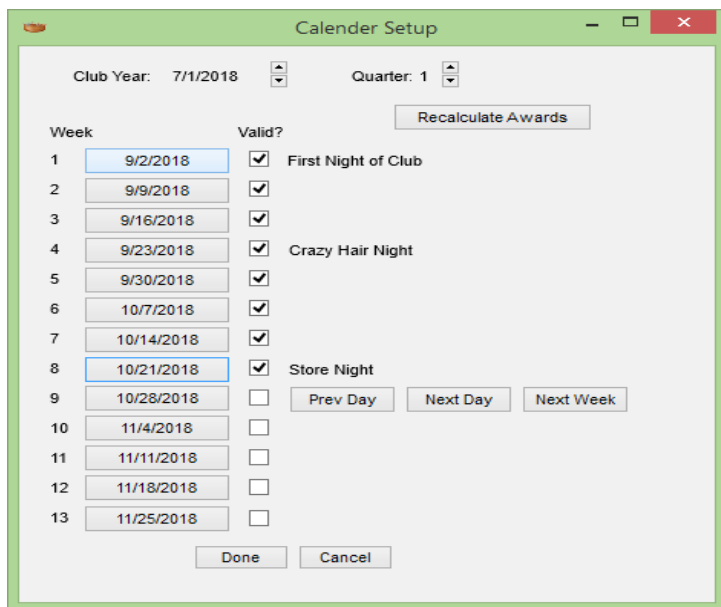 Calender Setup
Club Year: 7/1/2018 Quarter: 1
Recalculate Awards
Week Valid?
1 9/2/2018 First Night of Club
2 9/9/2018
3 9/16/2018
4 9/23/2018 Crazy Hair Night
5 9/30/2018
6 10/7/2018
7 10/14/2018
8 10/21/2018 Store Night
9 10/28/2018 Prev Day Next Day Next Week
10 11/4/2018
11 11/11/2018
12 11/18/2018
13 11/25/2018
Done Cancel